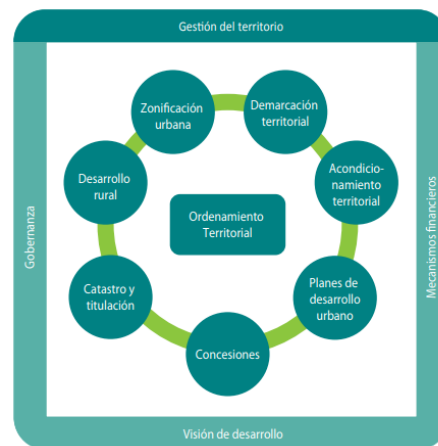 Gestión del territorio
Zonificación
urbana
Demarcación
territorial
Desarrollo
rural
Acondicio-
namiento
territorial
Ordenamiento
Territorial
Gobernanza
Mecanismos financieros
Catastro y
titulación
Planes de
desarrollo
urbano
Concesiones
Visión de desarrollo